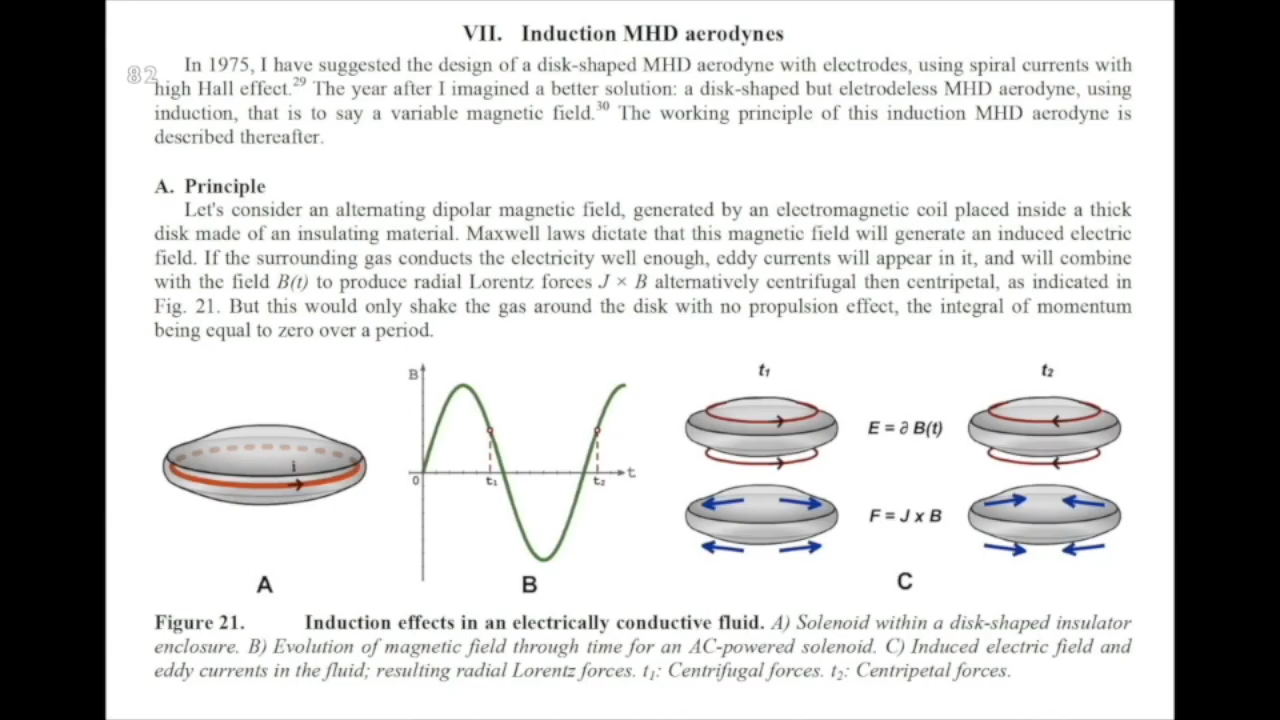 VII. Induction MHD aerodynes
In 1975, I have suggested the design of a disk-shaped MHD aerodyne with electrodes, using spiral currents with
82
high Hall effect.29 The year after I imagined a better solution: a disk-shaped but eletrodeless MHD aerodyne, using
induction, that is to say a variable magnetic field.30 The working principle of this induction MHD aerodyne is
described thereafter.
A. Principle
Let's consider an alternating dipolar magnetic field, generated by an electromagnetic coil placed inside a thick
disk made of an insulating material. Maxwell laws dictate that this magnetic field will generate an induced electric
field. If the surrounding gas conducts the electricity well enough, eddy currents will appear in it, and will combine
with the field B(t) to produce radial Lorentz forces J × B alternatively centrifugal then centripetal, as indicated in
Fig. 21. But this would only shake the gas around the disk with no propulsion effect, the integral of momentum
being equal to zero over a period.
i
A
B
0
t1
t2
t
B
t1
t2
E = ∂ B(t)
F = J x B
C
Figure 21. Induction effects in an electrically conductive fluid. A) Solenoid within a disk-shaped insulator
enclosure. B) Evolution of magnetic field through time for an AC-powered solenoid. C) Induced electric field and
eddy currents in the fluid; resulting radial Lorentz forces. t1: Centrifugal forces. t2: Centripetal forces.